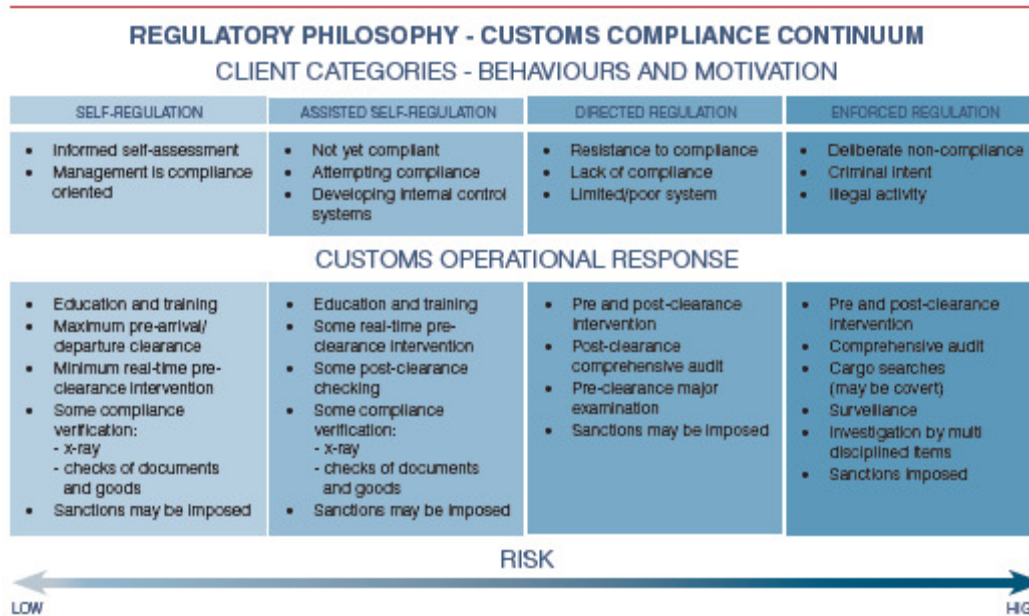 REGULATORY PHILOSOPHY - CUSTOMS COMPLIANCE CONTINUUM
CLIENT CATEGORIES - BEHAVIOURS AND MOTIVATION
SELF-REGULATION
• Informed self-assessment
• Management is compliance
oriented
ASSISTED SELF-REGULATION
• Not yet compliant
• Attempting compliance
• Developing internal control
systems
DIRECTED REGULATION
• Resistance to compliance
• Lack of compliance
• Limited/poor system
ENFORCED REGULATION
• Deliberate non-compliance
• Criminal intent
• Illegal activity
CUSTOMS OPERATIONAL RESPONSE
• Education and training
• Maximum pre-arrival/
departure clearance
• Minimum real-time pre-
clearance intervention
• Some compliance
verification:
- x-ray
- checks of documents
and goods
• Sanctions may be imposed
• Education and training
• Some real-time pre-
clearance intervention
• Some post-clearance
checking
• Some compliance
verification:
- x-ray
- checks of documents
and goods
• Sanctions may be imposed
• Pre and post-clearance
intervention
• Post-clearance
comprehensive audit
• Pre-clearance major
examination
• Sanctions may be imposed
• Pre and post-clearance
intervention
• Comprehensive audit
• Cargo searches
(may be covert)
• Surveillance
• Investigation by multi
disciplined items
• Sanctions imposed
RISK
LOW
HIG